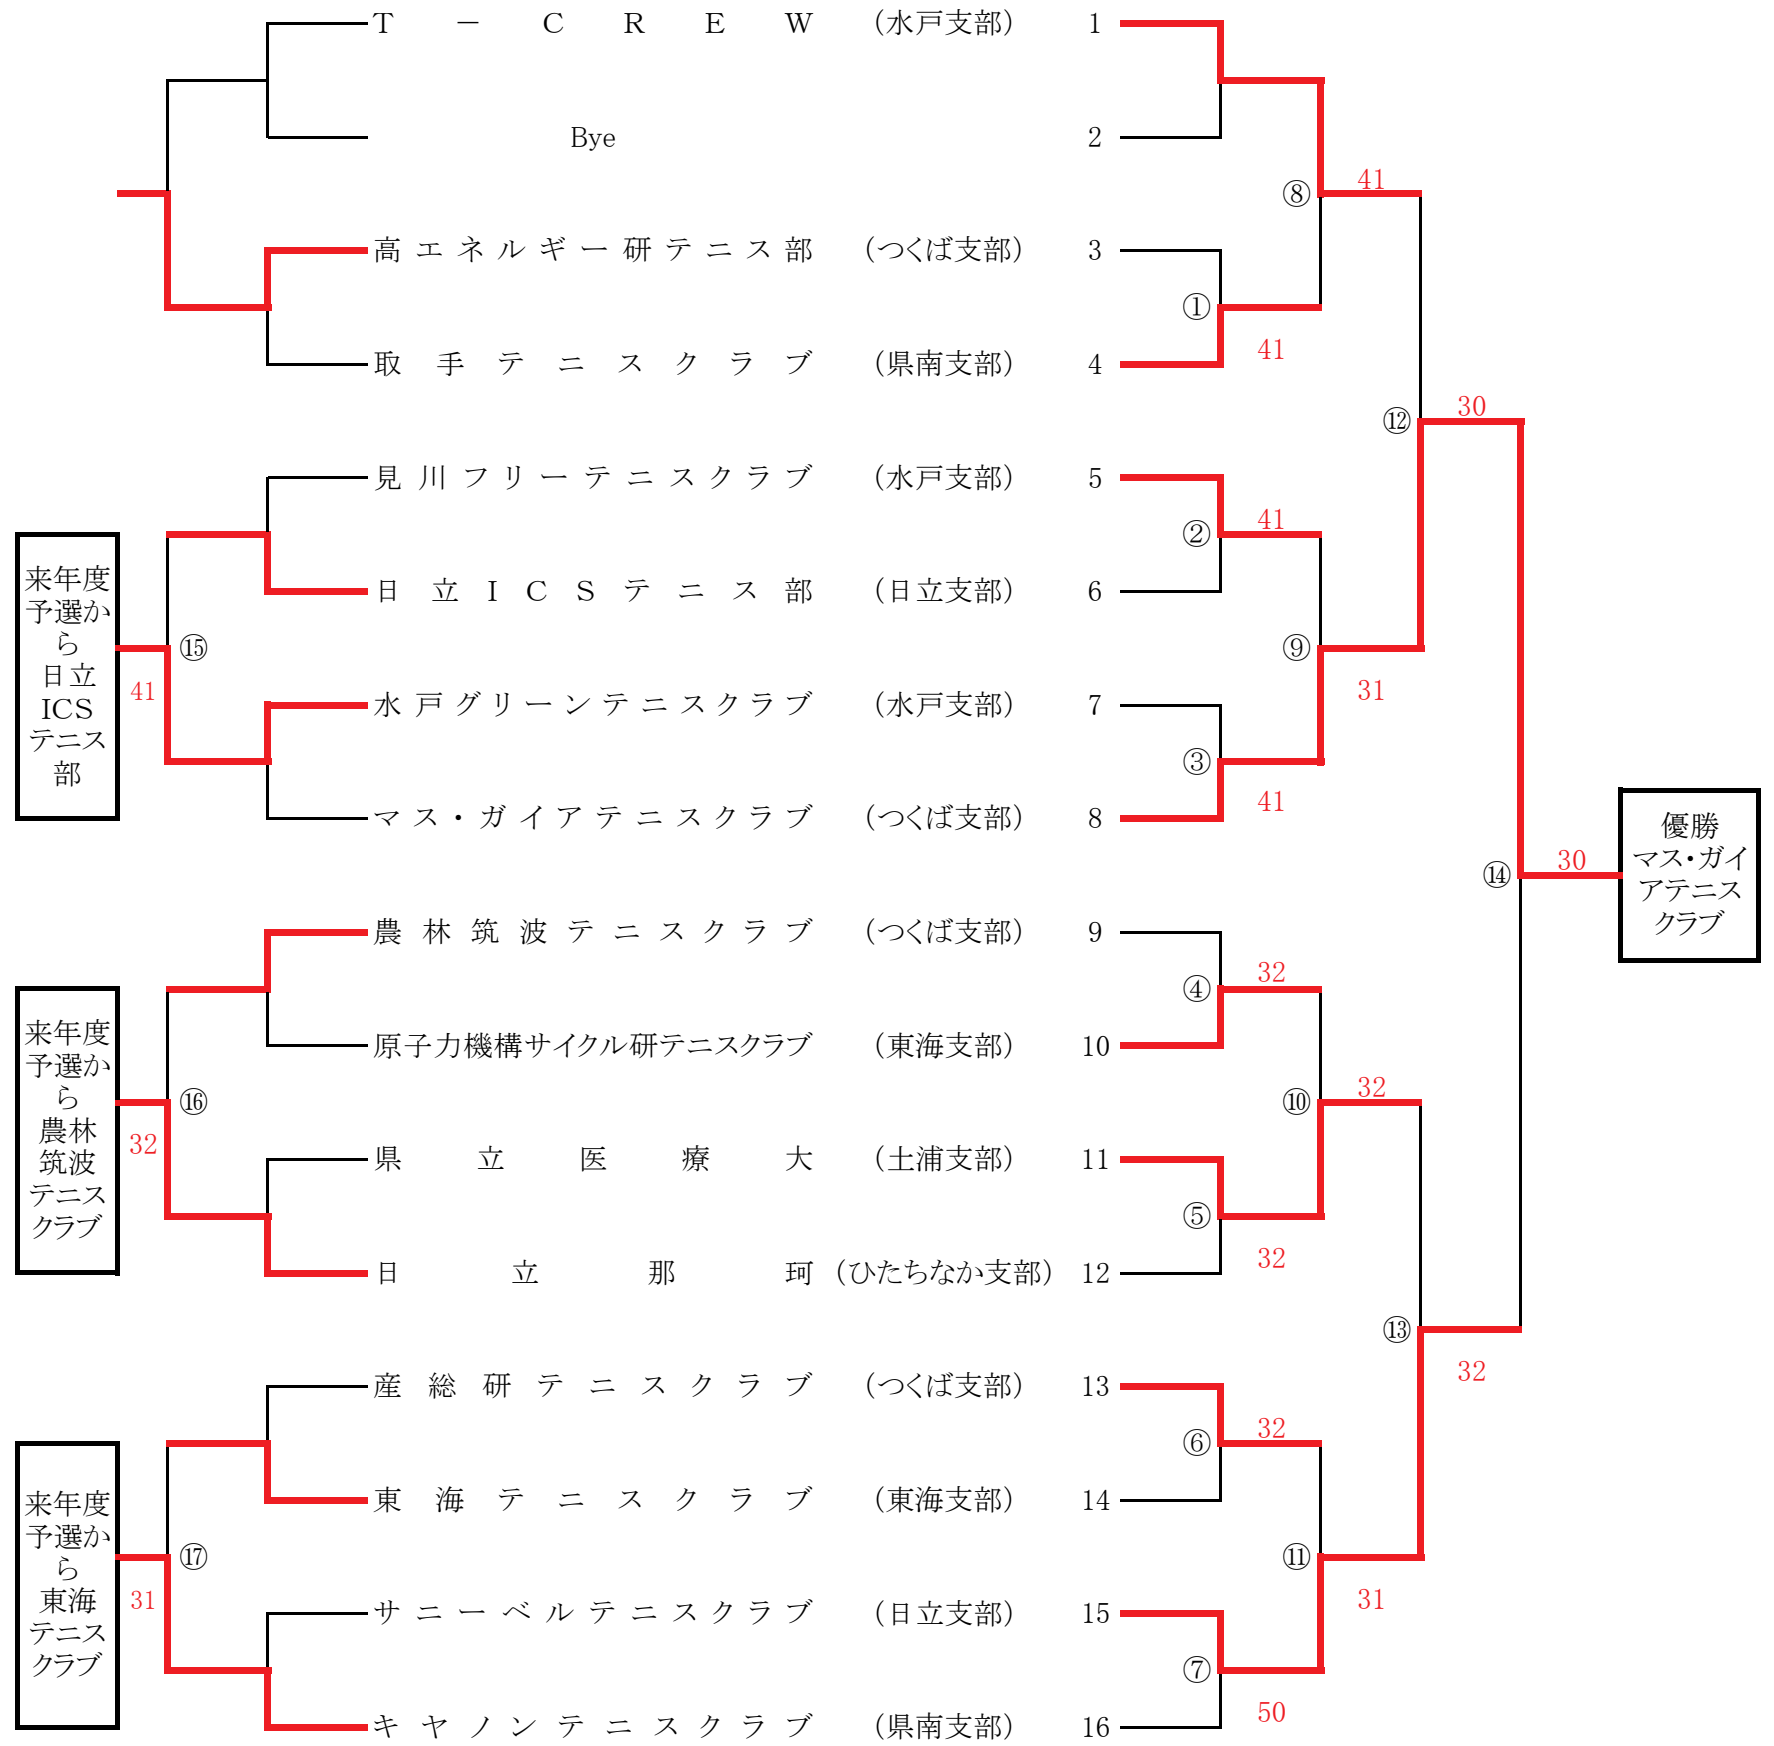 T－CREW （水戸支部） 1
Bye 2
41
⑧
高エネルギー研テニス部 （つくば支部） 3
①
41
取手テニスクラブ （県南支部） 4
30
⑫
見川フリーテニスクラブ （水戸支部） 5
41
②
日立ICSテニス部 （日立支部） 6
来年度
予選か
ら
日立
ICS
テニス
部
⑮
41
⑨
31
水戸グリーンテニスクラブ （水戸支部） 7
③
41
マス・ガイアテニスクラブ （つくば支部） 8
30
⑭
優勝
マス・ガイ
アテニス
クラブ
農林筑波テニスクラブ （つくば支部） 9
32
④
原子力機構サイクル研テニスクラブ （東海支部） 10
来年度
予選か
ら
農林
筑波
テニス
クラブ
⑯
32
32
⑩
県立医療大 （土浦支部） 11
⑤
32
日立那珂 （ひたちなか支部） 12
⑬
32
産総研テニスクラブ （つくば支部） 13
32
⑥
東海テニスクラブ （東海支部） 14
来年度
予選か
ら
東海
テニス
クラブ
⑰
31
⑪
31
サニーベルテニスクラブ （日立支部） 15
⑦
50
キヤノンテニスクラブ （県南支部） 16